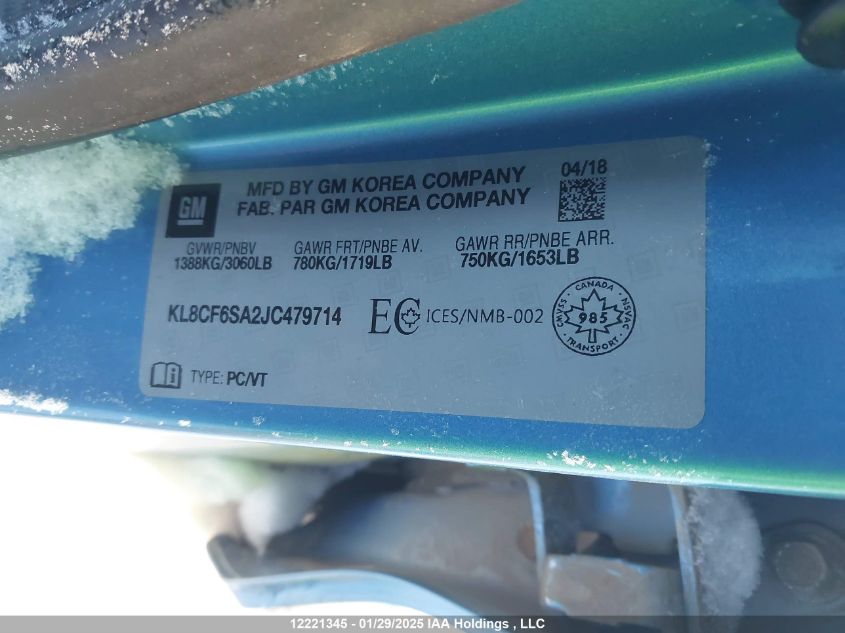 GM
MFD BY GM KOREA COMPANY
FAB. PAR GM KOREA COMPANY
04/18
GVWR/PNBV GAWR FRT/PNBE AV. GAWR RR/PNBE ARR.
1388KG/3060LB 780KG/1719LB 750KG/1653LB
KL8CF6SA2JC479714
EC ICES/NMB-002
CANADA
CMVSS 985 NSVAC
TRANSPORT
TYPE: PC/VT
12221345 - 01/29/2025 IAA Holdings , LLC